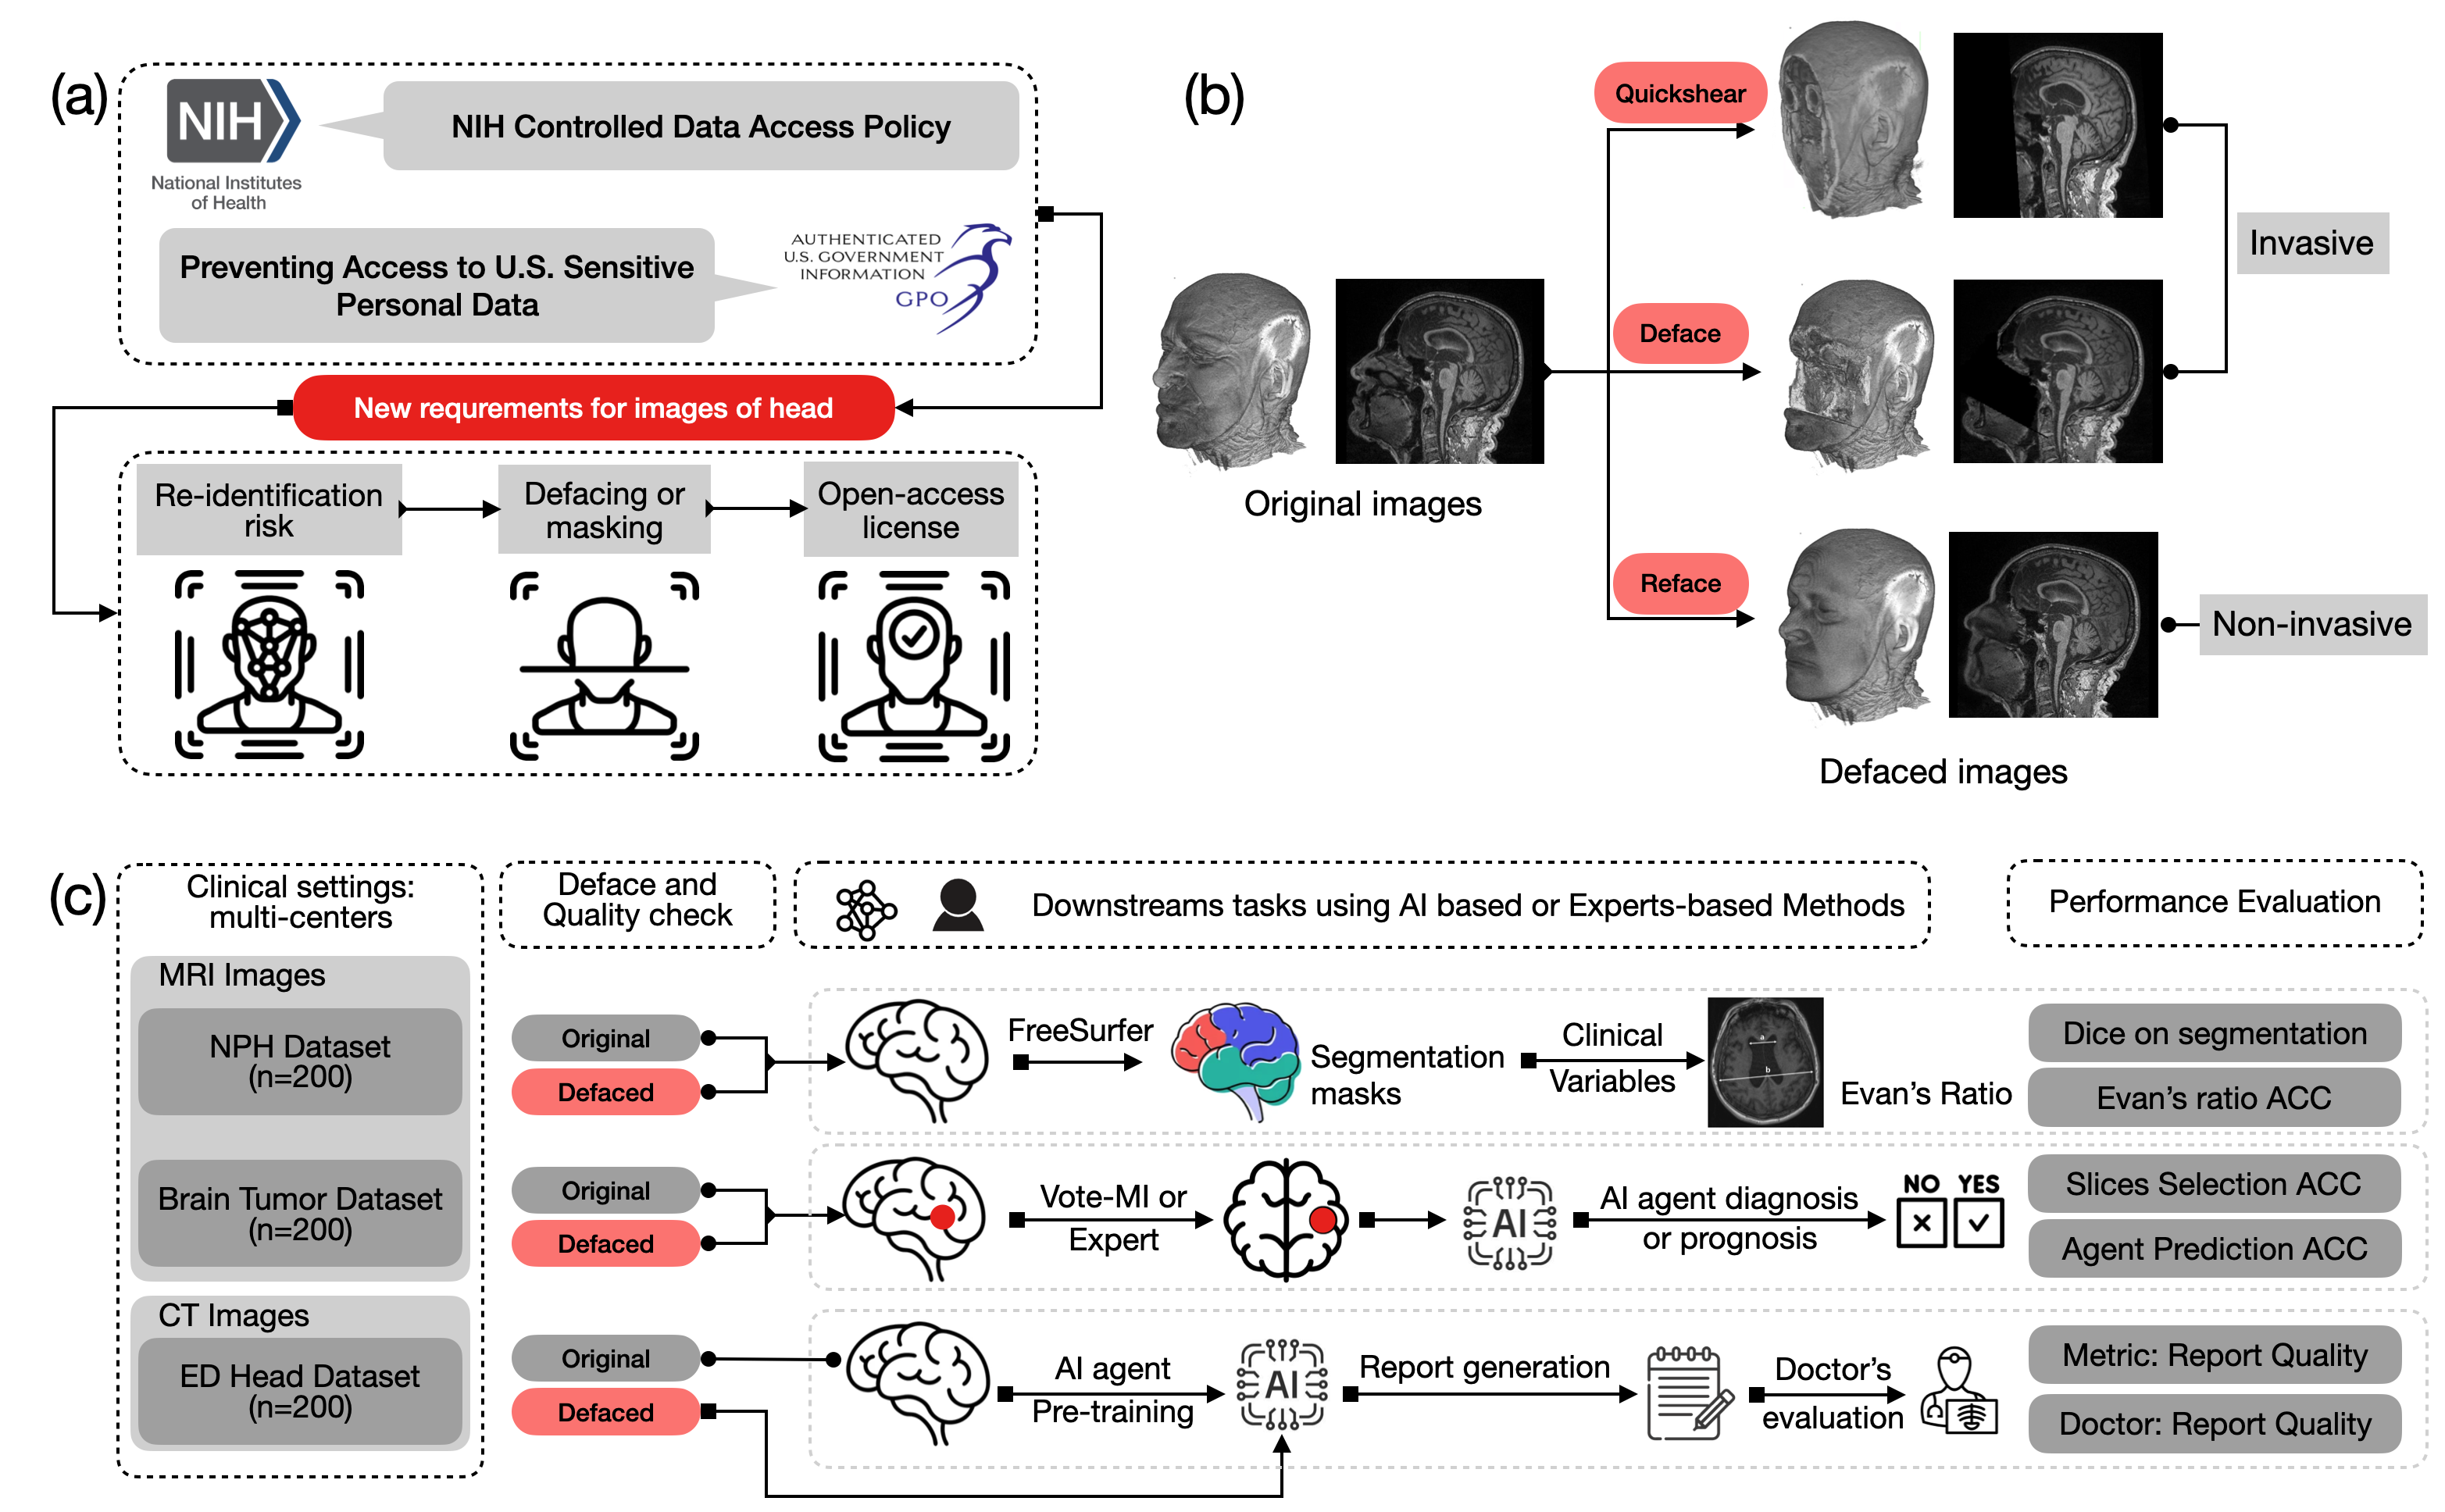 (a)
NIH
National Institutes
of Health
NIH Controlled Data Access Policy
Preventing Access to U.S. Sensitive
Personal Data
AUTHENTICATED
U.S. GOVERNMENT
INFORMATION
GPO
New requrements for images of head
Re-identification
risk
Defacing or
masking
Open-access
license
(b)
Original images
Quickshear
Deface
Reface
Invasive
Non-invasive
Defaced images
(c)
Clinical settings:
multi-centers
Deface and
Quality check
Downstreams tasks using AI based or Experts-based Methods
Performance Evaluation
MRI Images
NPH Dataset
(n=200)
Original
Defaced
FreeSurfer
Segmentation
masks
Clinical
Variables
a
b
Evan's Ratio
Dice on segmentation
Evan's ratio ACC
Brain Tumor Dataset
(n=200)
Original
Defaced
Vote-MI or
Expert
AI
AI agent diagnosis
or prognosis
NO YES
Slices Selection ACC
Agent Prediction ACC
CT Images
ED Head Dataset
(n=200)
Original
Defaced
AI agent
Pre-training
AI
Report generation
Doctor's
evaluation
Metric: Report Quality
Doctor: Report Quality